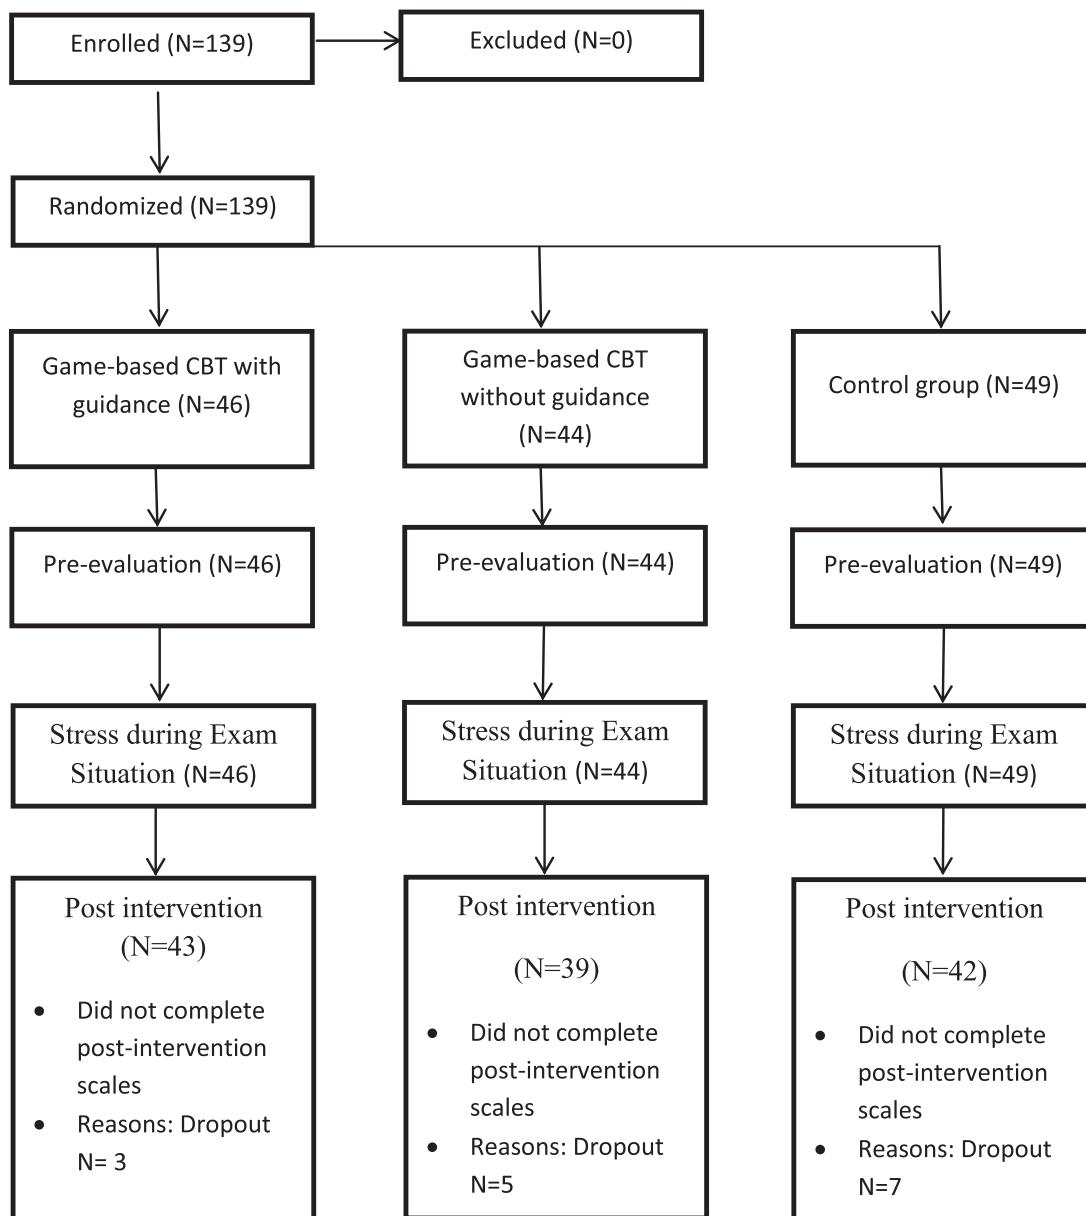 Enrolled (N=139)
Excluded (N=0)
Randomized (N=139)
Game-based CBT with
guidance (N=46)
Game-based CBT
without guidance
(N=44)
Control group (N=49)
Pre-evaluation (N=46)
Pre-evaluation (N=44)
Pre-evaluation (N=49)
Stress during Exam
Situation (N=46)
Stress during Exam
Situation (N=44)
Stress during Exam
Situation (N=49)
Post intervention
(N=43)
• Did not complete
post-intervention
scales
• Reasons: Dropout
N= 3
Post intervention
(N=39)
• Did not complete
post-intervention
scales
• Reasons: Dropout
N=5
Post intervention
(N=42)
• Did not complete
post-intervention
scales
• Reasons: Dropout
N=7